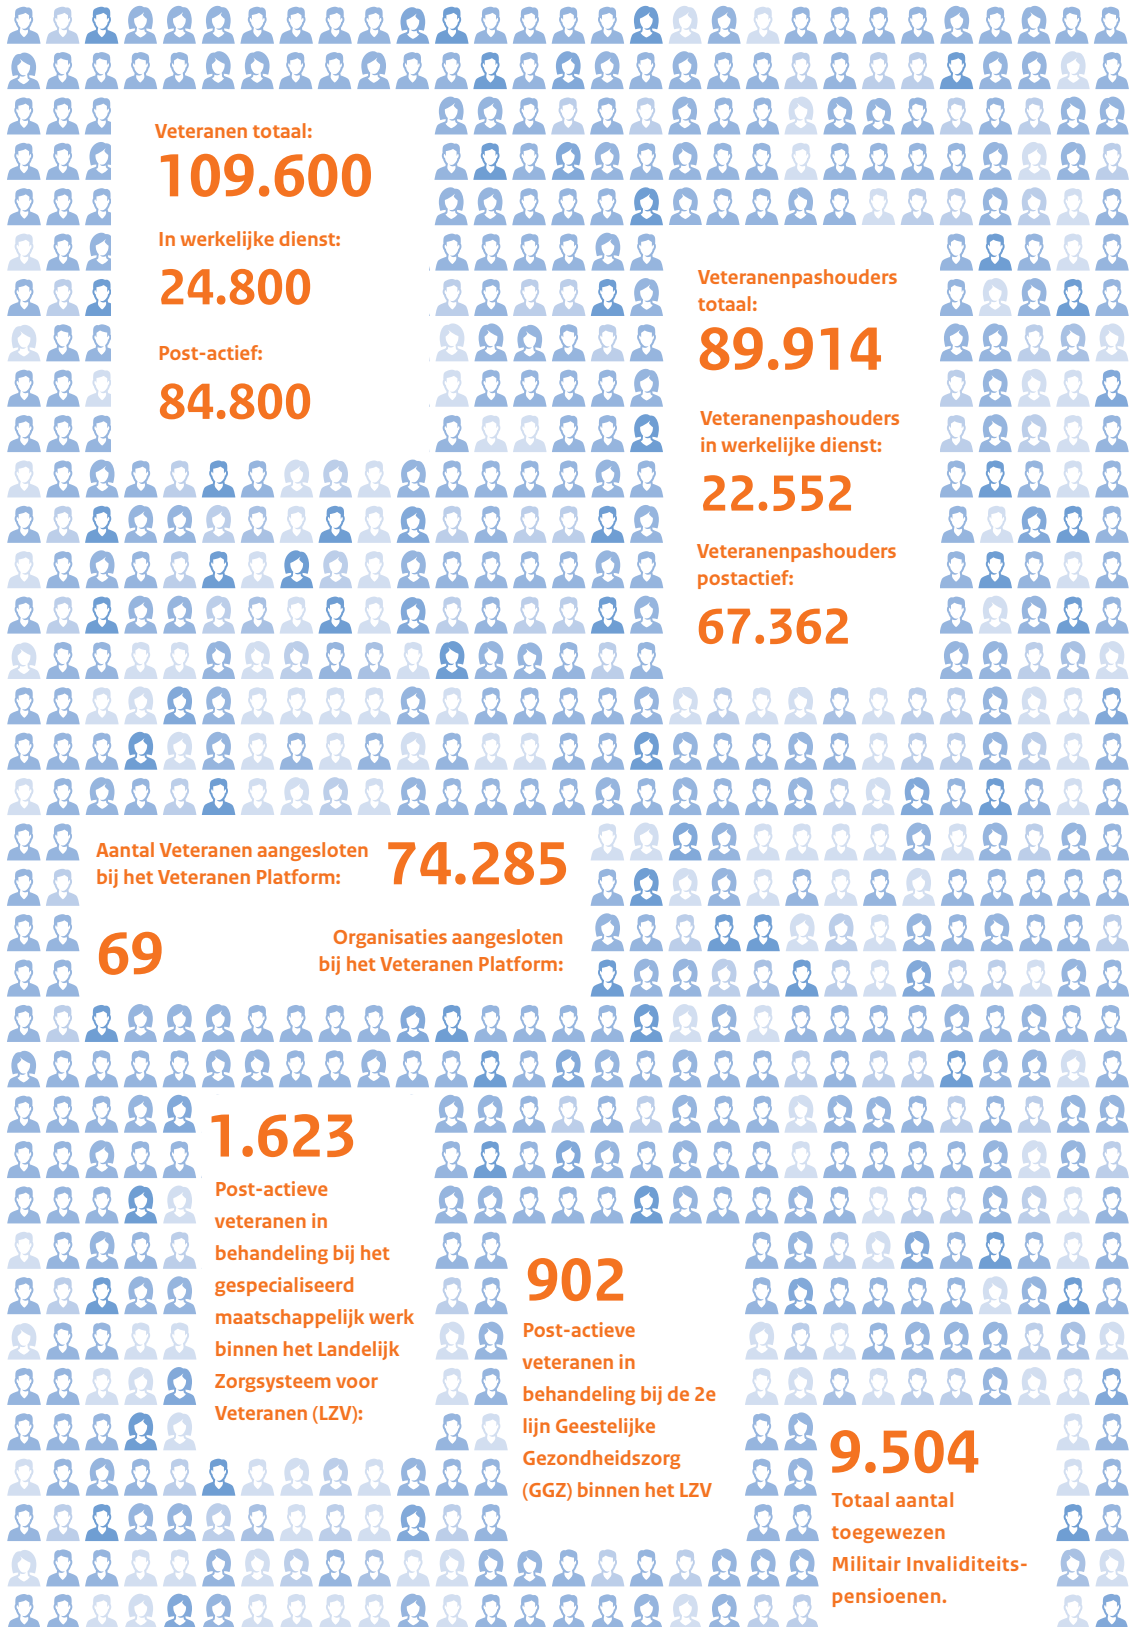 Veteranen totaal:
109.600
In werkelijke dienst:
24.800
Post-actief:
84.800
Veteranenpashouders
totaal:
89.914
Veteranenpashouders
in werkelijke dienst:
22.552
Veteranenpashouders
postactief:
67.362
Aantal Veteranen aangesloten
bij het Veteranen Platform:
74.285
69
Organisaties aangesloten
bij het Veteranen Platform:
1.623
Post-actieve
veteranen in
behandeling bij het
gespecialiseerd
maatschappelijk werk
binnen het Landelijk
Zorgsysteem voor
Veteranen (LZV):
902
Post-actieve
veteranen in
behandeling bij de 2e
lijn Geestelijke
Gezondheidszorg
(GGZ) binnen het LZV
9.504
Totaal aantal
toegewezen
Militair Invaliditeits-
pensioenen.